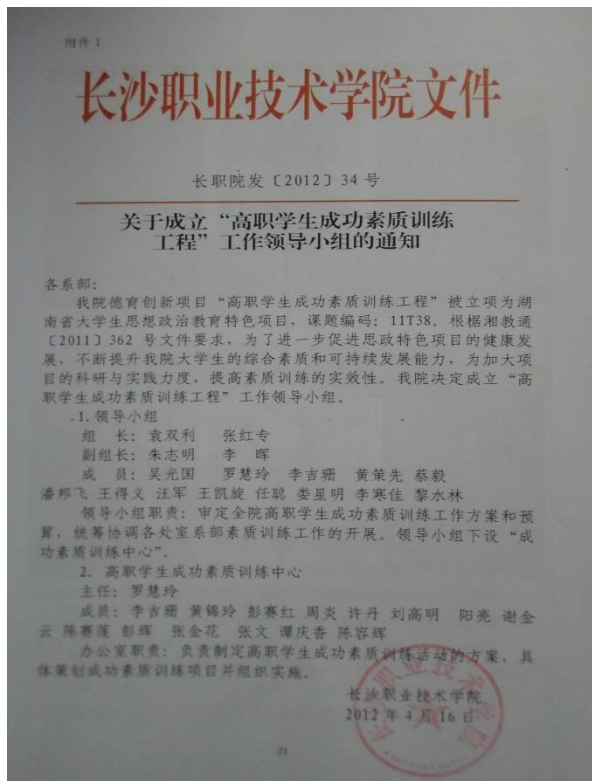 附件 1
长沙职业技术学院文件
长职院发〔2012〕34 号
关于成立“高职学生成功素质训练
工程”工作领导小组的通知
各系部：
我院德育创新项目“高职学生成功素质训练工程”被立项为湖
南省大学生思想政治教育特色项目，课题编码：11T38。根椐湘教通
〔2011〕362 号文件要求，为了进一步促进思政特色项目的健康发
展，不断提升我院大学生的综合素质和可持续发展能力，为加大项
目的科研与实践力度，提高素质训练的实效性。我院决定成立“高
职学生成功素质训练工程”工作领导小组。
1.领导小组
组 长：袁双利 张红专
副组长：朱志明 李 晖
成 员：吴光国 罗慧玲 李吉珊 黄策先 蔡毅
潘邦飞 王得义 汪军 王凯旋 任聪 娄星明 李寒佳 黎水林
领导小组职责：审定全院高职学生成功素质训练工作方案和预
算，统筹协调各处室系部素质训练工作的开展。领导小组下设“成
功素质训练中心”。
2. 高职学生成功素质训练中心
主任：罗慧玲
成员：李吉珊 黄锦玲 彭赛红 周炎 许丹 刘高明 阳亮 谢金
云 陈赛莲 彭辉 张金花 张文 谭庆香 陈容辉
办公室职责：负责制定高职学生成功素质训练活动的方案、具
体策划成功素质训练项目并组织实施。
长沙职业技术学院
2012 年 4 月 16 日
长沙职业技术学院
21